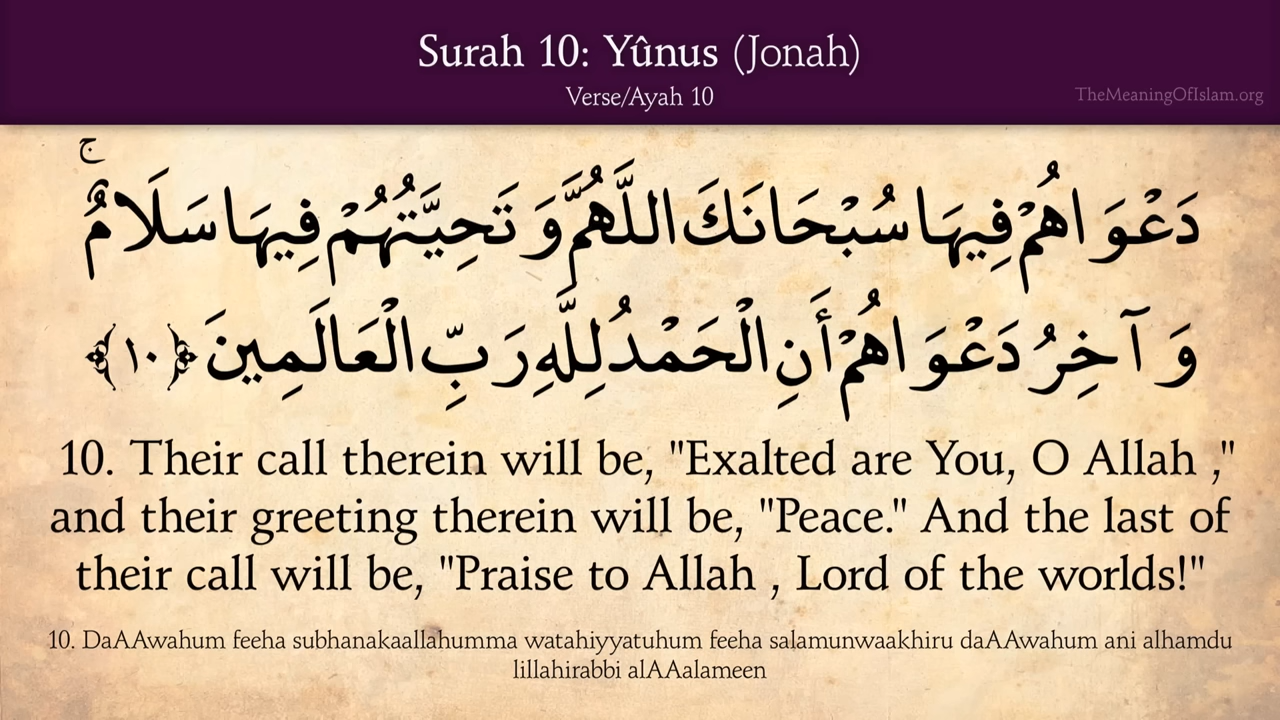 Surah 10: Yûnus (Jonah)
Verse/Ayah 10
TheMeaningOfIslam.org
دَعْوَاهُمْ فِيهَا سُبْحَانَكَ اللَّهُمَّ وَتَحِيَّتُهُمْ فِيهَا سَلَامٌ ۚ
وَآخِرُ دَعْوَاهُمْ أَنِ الْحَمْدُ لِلَّهِ رَبِّ الْعَالَمِينَ ﴿١٠﴾
10. Their call therein will be, "Exalted are You, O Allah ,"
and their greeting therein will be, "Peace." And the last of
their call will be, "Praise to Allah , Lord of the worlds!"
10. DaAAwahum feeha subhanakaallahumma watahiyyatuhum feeha salamunwaakhiru daAAwahum ani alhamdu
lillahirabbi alAAalameen